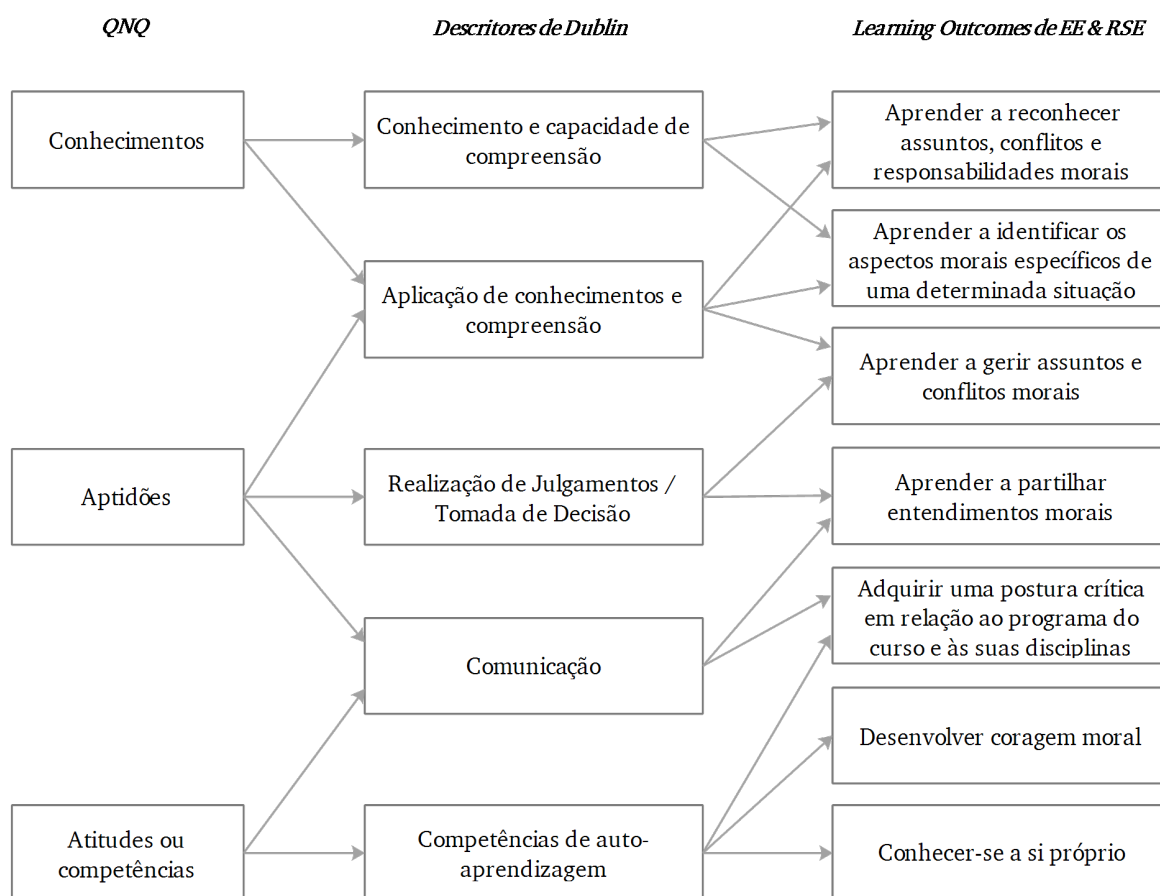 QNQ
Descritores de Dublin
Learning Outcomes de EE & RSE
Conhecimentos
Aptidões
Atitudes ou
competências
Conhecimento e capacidade de
compreensão
Aplicação de conhecimentos e
compreensão
Realização de Julgamentos /
Tomada de Decisão
Comunicação
Competências de auto-
aprendizagem
Aprender a reconhecer
assuntos, conflitos e
responsabilidades morais
Aprender a identificar os
aspectos morais específicos de
uma determinada situação
Aprender a gerir assuntos e
conflitos morais
Aprender a partilhar
entendimentos morais
Adquirir uma postura crítica
em relação ao programa do
curso e às suas disciplinas
Desenvolver coragem moral
Conhecer-se a si próprio